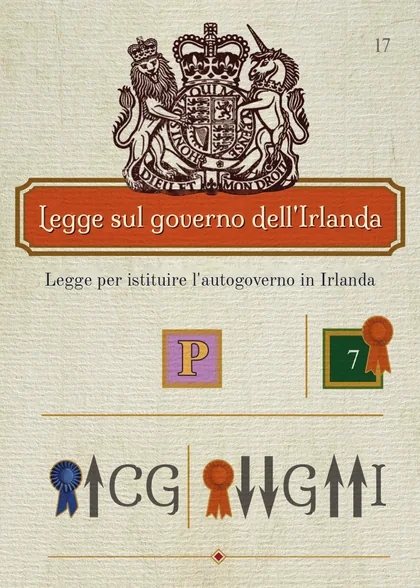 17
DIEU ET MON DROIT
Legge sul governo dell'Irlanda
Legge per istituire l'autogoverno in Irlanda
P
7
CG
G
I